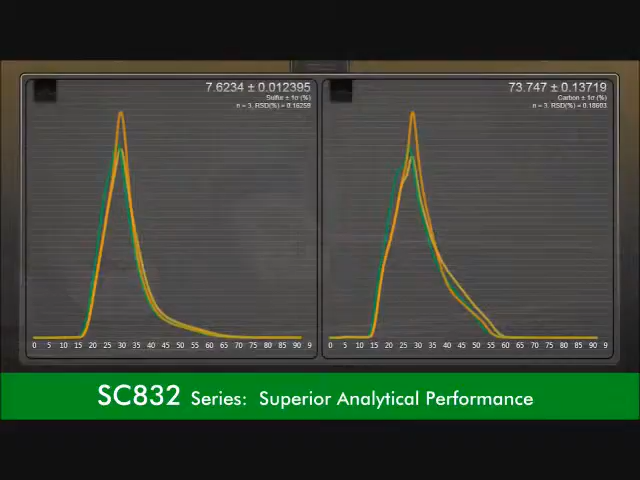 7.6234 ± 0.012395
Sulfur ± 1σ (%)
n = 3, RSD(%) = 0.16259
0 5 10 15 20 25 30 35 40 45 50 55 60 65 70 75 80 85 90 9
73.747 ± 0.13719
Carbon ± 1σ (%)
n = 3, RSD(%) = 0.18603
0 5 10 15 20 25 30 35 40 45 50 55 60 65 70 75 80 85 90 9
SC832 Series: Superior Analytical Performance